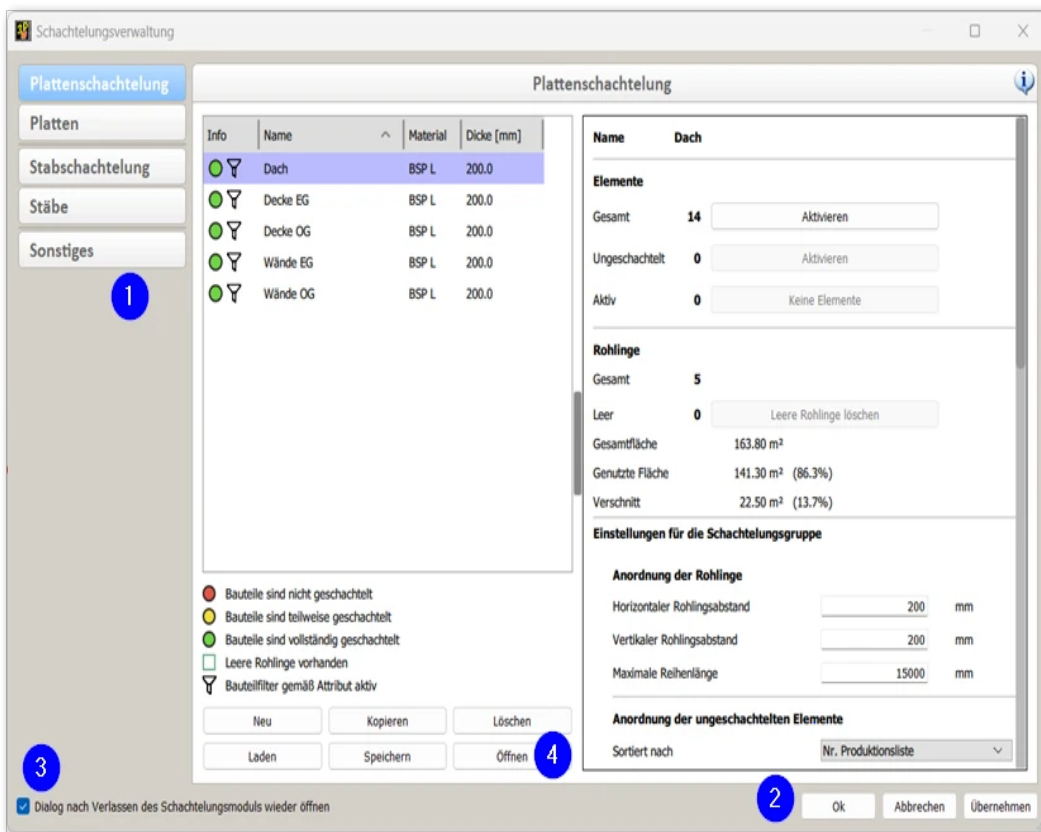 Schachtelungsverwaltung
Plattenschachtelung
Platten
Stabschachtelung
Stäbe
Sonstiges
1
Plattenschachtelung
Info Name Material Dicke [mm]
Dach BSP L 200.0
Decke EG BSP L 200.0
Decke OG BSP L 200.0
Wände EG BSP L 200.0
Wände OG BSP L 200.0
Bauteile sind nicht geschachtelt
Bauteile sind teilweise geschachtelt
Bauteile sind vollständig geschachtelt
Leere Rohlinge vorhanden
Bauteilfilter gemäß Attribut aktiv
Neu Kopieren Löschen
Laden Speichern Öffnen 4
Name Dach
Elemente
Gesamt 14 Aktivieren
Ungeschachtelt 0 Aktivieren
Aktiv 0 Keine Elemente
Rohlinge
Gesamt 5
Leer 0 Leere Rohlinge löschen
Gesamtfläche 163.80 m²
Genutzte Fläche 141.30 m² (86.3%)
Verschnitt 22.50 m² (13.7%)
Einstellungen für die Schachtelungsgruppe
Anordnung der Rohlinge
Horizontaler Rohlingsabstand 200 mm
Vertikaler Rohlingsabstand 200 mm
Maximale Reihenlänge 15000 mm
Anordnung der ungeschachtelten Elemente
Sortiert nach Nr. Produktionsliste
3
Dialog nach Verlassen des Schachtelungsmoduls wieder öffnen
2 Ok Abbrechen Übernehmen